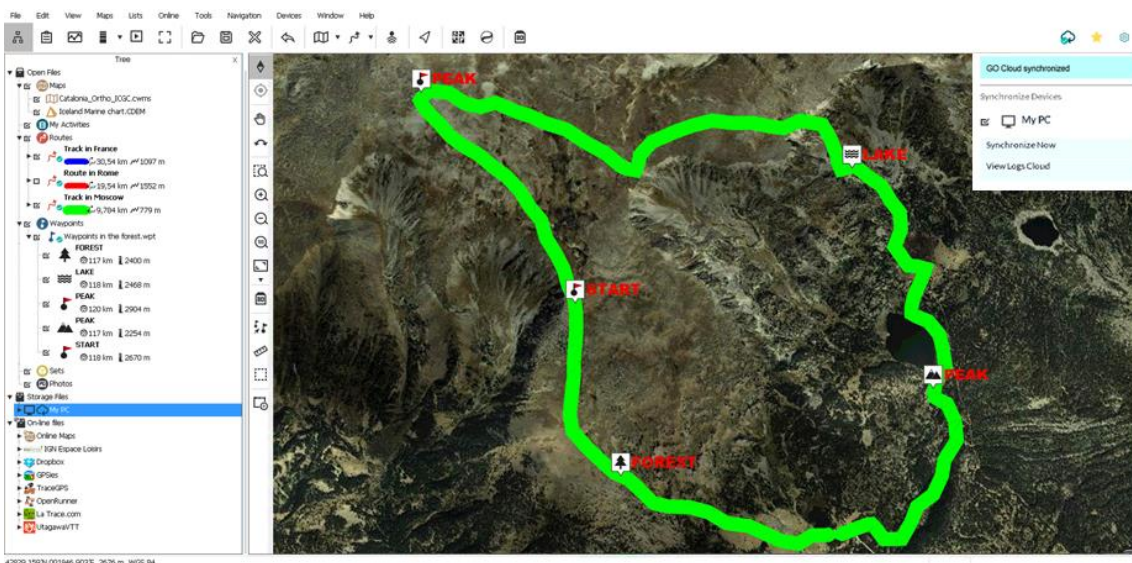 File Edit View Maps Lists Online Tools Navigation Devices Window Help
Tree X
Open Files
Maps
Catalonia_Ortho_ICGC.cwms
Iceland Marine chart.CDEM
My Activities
Routes
Track in France
30,54 km 1097 m
Route in Rome
19,54 km 1552 m
Track in Moscow
9,784 km 779 m
Waypoints
Waypoints in the forest.wpt
FOREST
117 km 2400 m
LAKE
118 km 2468 m
PEAK
120 km 2904 m
PEAK
117 km 2254 m
START
118 km 2670 m
Sets
Photos
Storage Files
My PC
On-line files
Online Maps
IGN Espace Loisirs
Dropbox
GPSies
TraceGPS
OpenRunner
La Trace.com
UtagawaVTT
PEAK
LAKE
START
PEAK
FOREST
GO Cloud synchronized
Synchronize Devices
My PC
Synchronize Now
View Logs Cloud